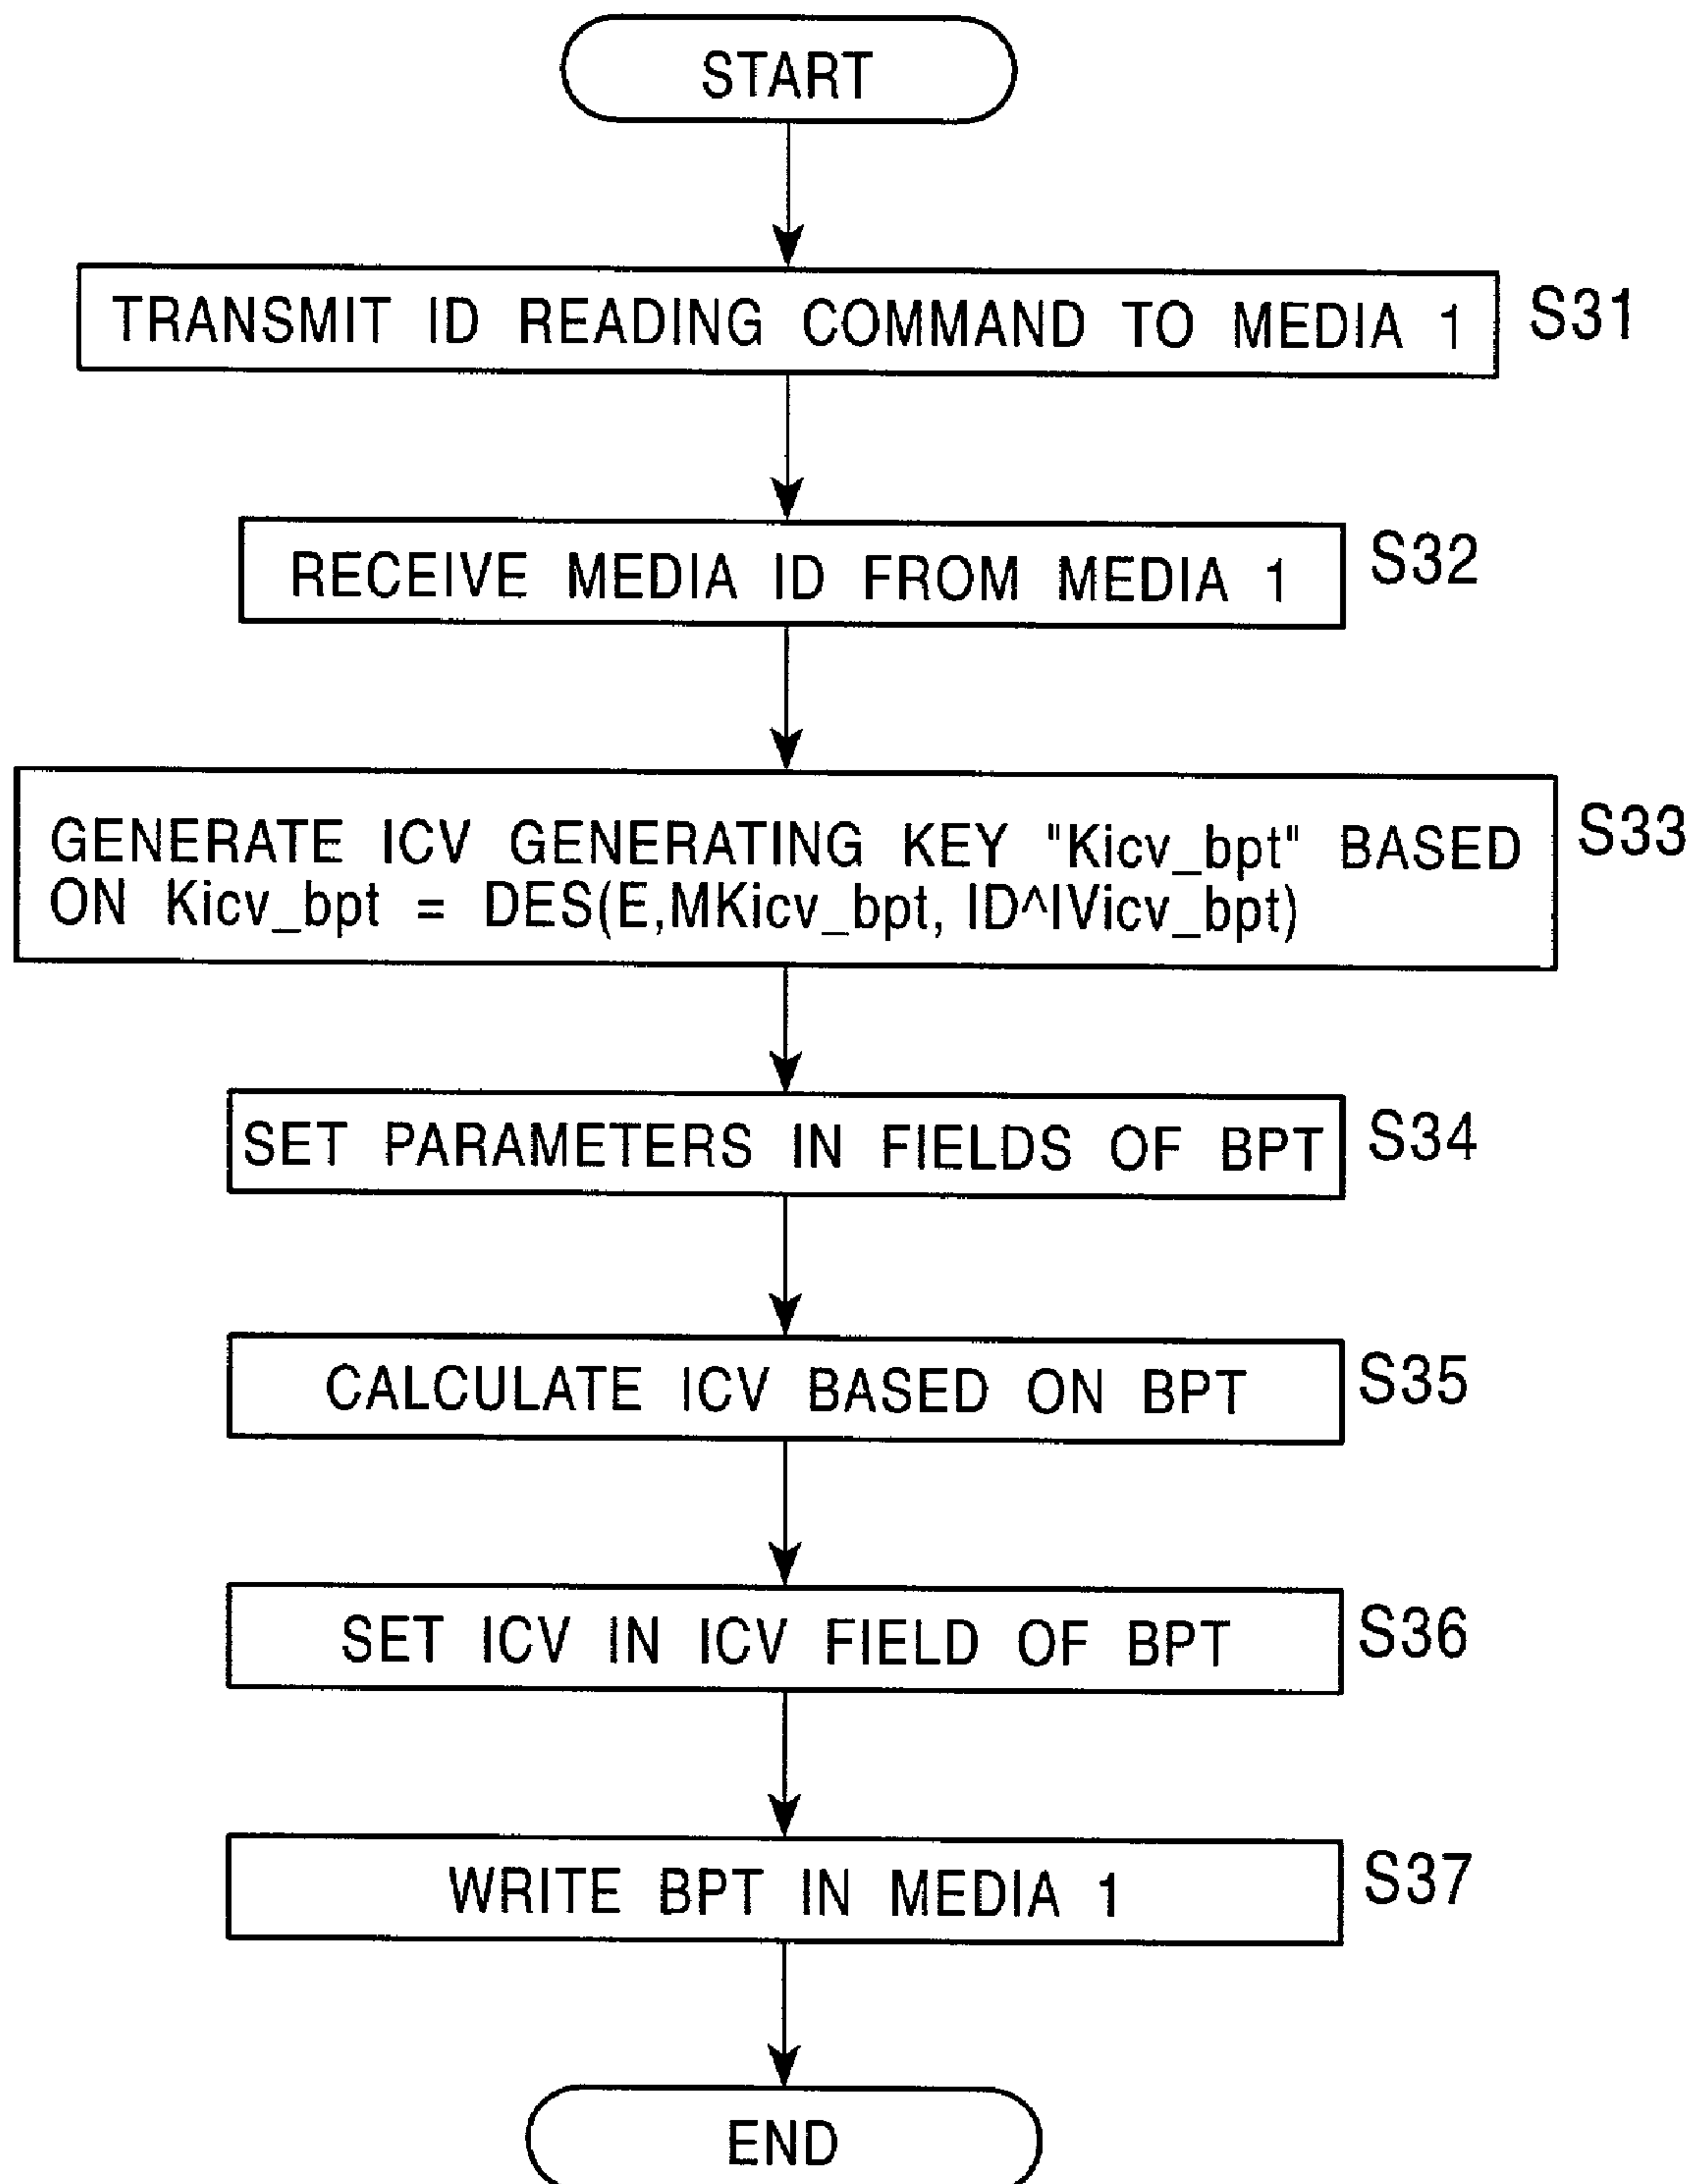 START
TRANSMIT ID READING COMMAND TO MEDIA 1
S31
RECEIVE MEDIA ID FROM MEDIA 1
S32
GENERATE ICV GENERATING KEY "Kicv_bpt" BASED
ON Kicv_bpt = DES(E,MKicv_bpt, ID^IVicv_bpt)
S33
SET PARAMETERS IN FIELDS OF BPT
S34
CALCULATE ICV BASED ON BPT
S35
SET ICV IN ICV FIELD OF BPT
S36
WRITE BPT IN MEDIA 1
S37
END